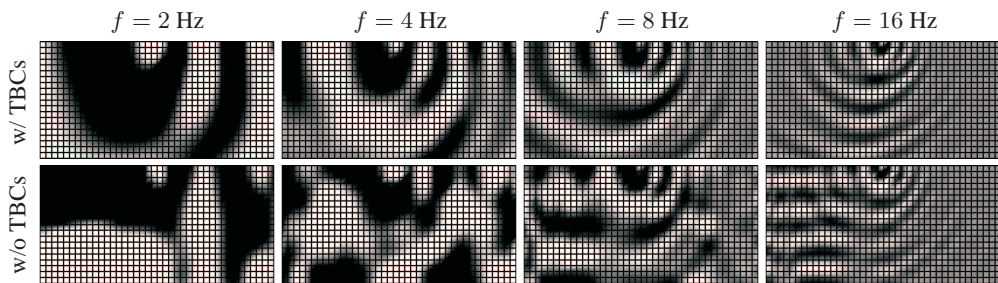 f = 2 Hz f = 4 Hz f = 8 Hz f = 16 Hz
w/ TBCs
w/o TBCs